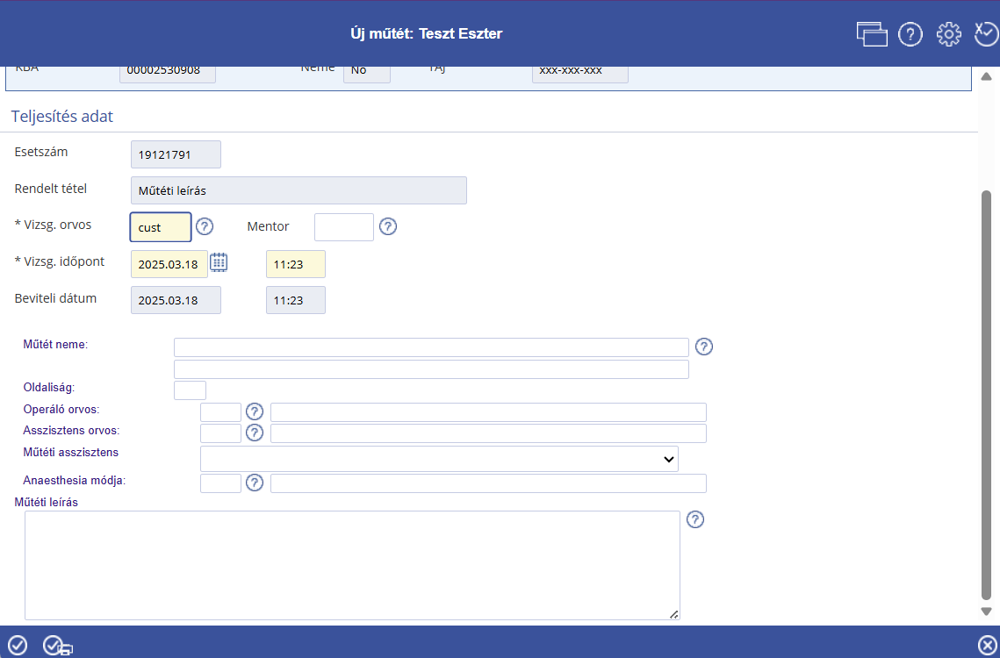 Új műtét: Teszt Eszter
KBA 00002530908 Neme Nő TAJ xxx-xxx-xxx
Teljesítés adat
Esetszám 19121791
Rendelt tétel Műtéti leírás
* Vizsg. orvos cust Mentor
* Vizsg. időpont 2025.03.18 11:23
Beviteli dátum 2025.03.18 11:23
Műtét neme:
Oldaliság:
Operáló orvos:
Asszisztens orvos:
Műtéti asszisztens
Anaesthesia módja:
Műtéti leírás